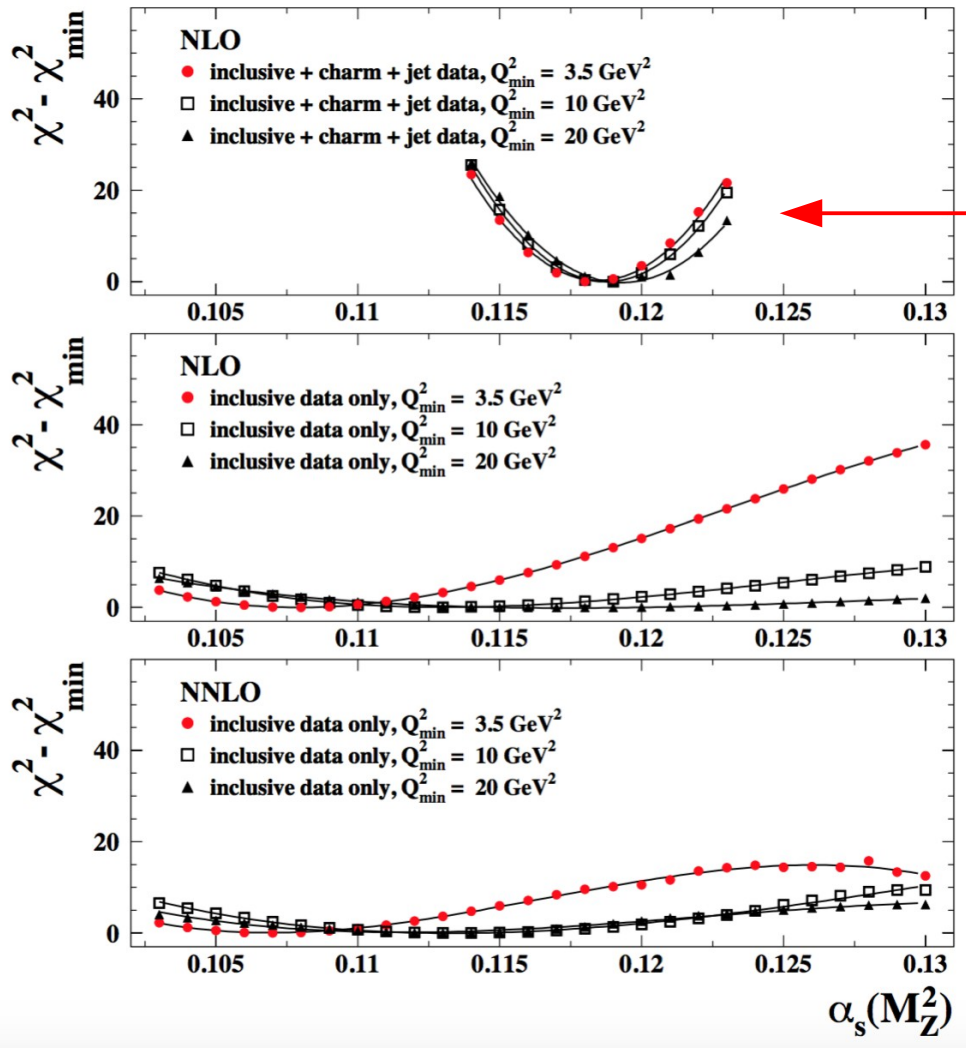 NLO
χ² - χ²min
inclusive + charm + jet data, Q²min = 3.5 GeV²
inclusive + charm + jet data, Q²min = 10 GeV²
inclusive + charm + jet data, Q²min = 20 GeV²
40
20
0
0.105 0.11 0.115 0.12 0.125 0.13
NLO
χ² - χ²min
inclusive data only, Q²min = 3.5 GeV²
inclusive data only, Q²min = 10 GeV²
inclusive data only, Q²min = 20 GeV²
40
20
0
0.105 0.11 0.115 0.12 0.125 0.13
NNLO
χ² - χ²min
inclusive data only, Q²min = 3.5 GeV²
inclusive data only, Q²min = 10 GeV²
inclusive data only, Q²min = 20 GeV²
40
20
0
0.105 0.11 0.115 0.12 0.125 0.13
αs(M²Z)